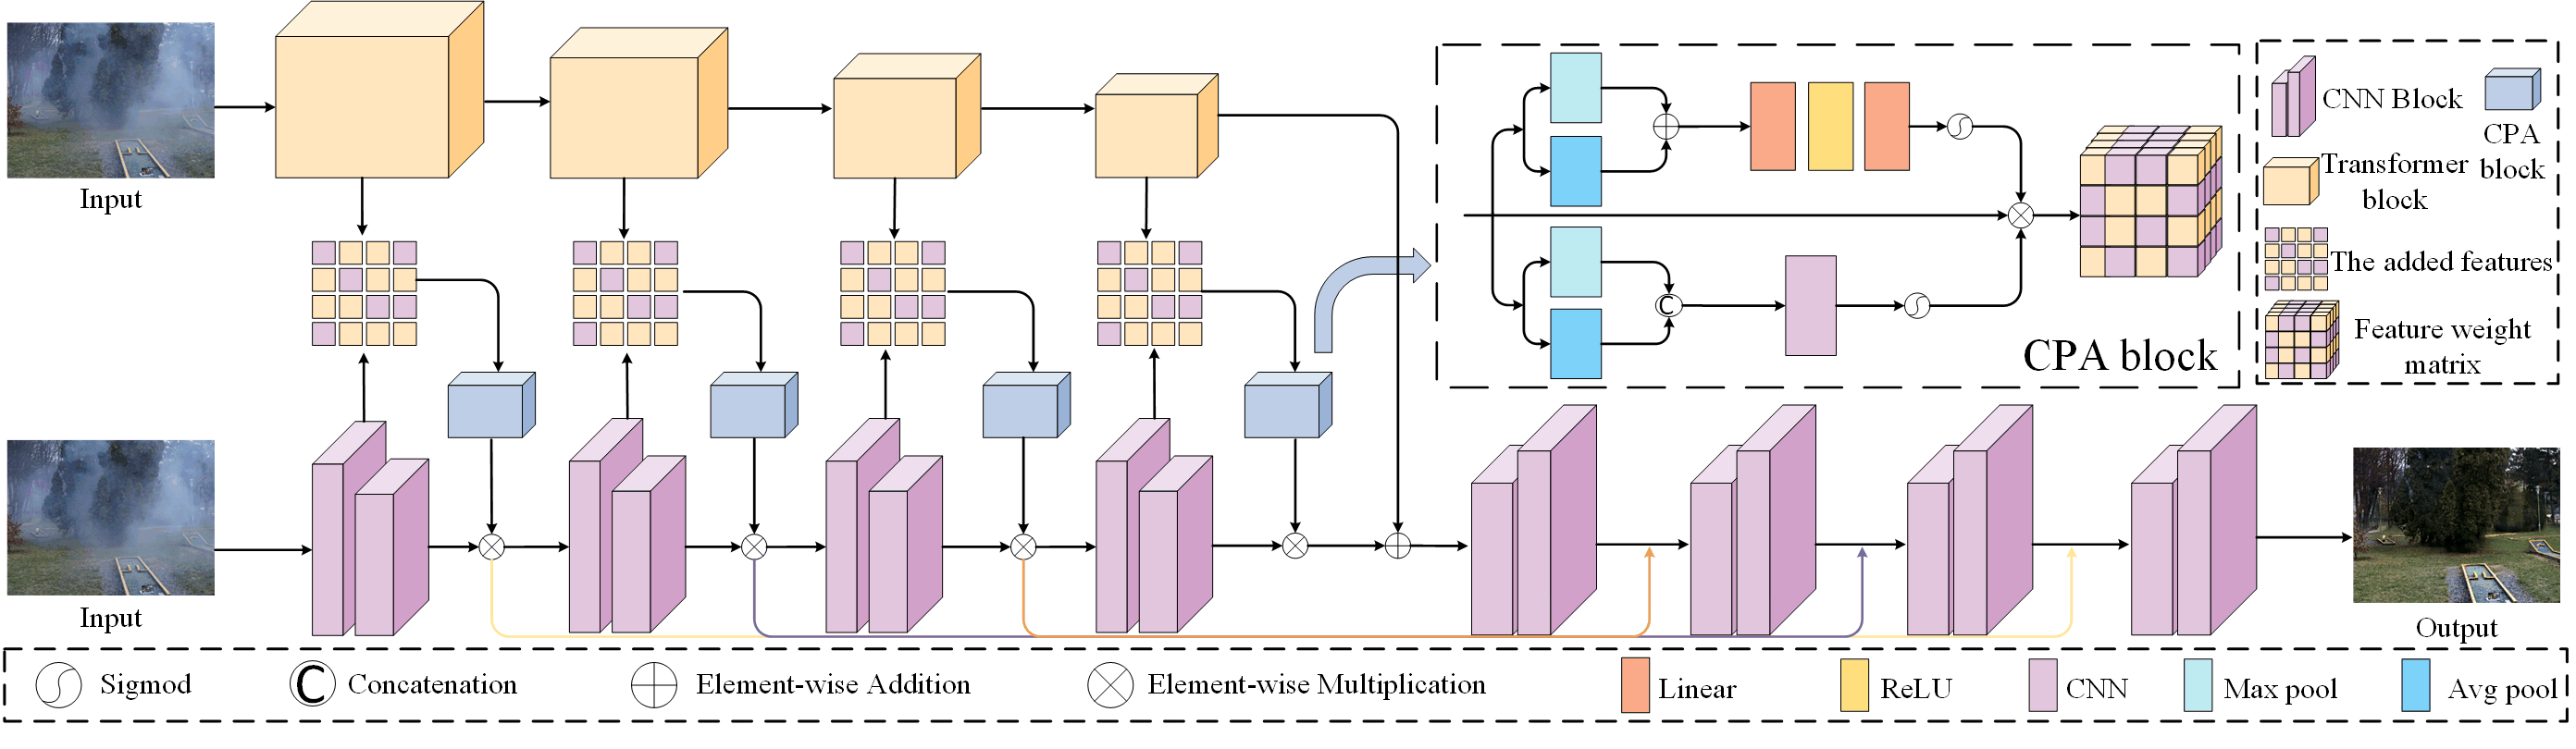 Input
CPA block
CNN Block
CPA
block
Transformer
block
The added features
Feature weight
matrix
C
Input
Output
Sigmod
C
Concatenation
Element-wise Addition
Element-wise Multiplication
Linear
ReLU
CNN
Max pool
Avg pool